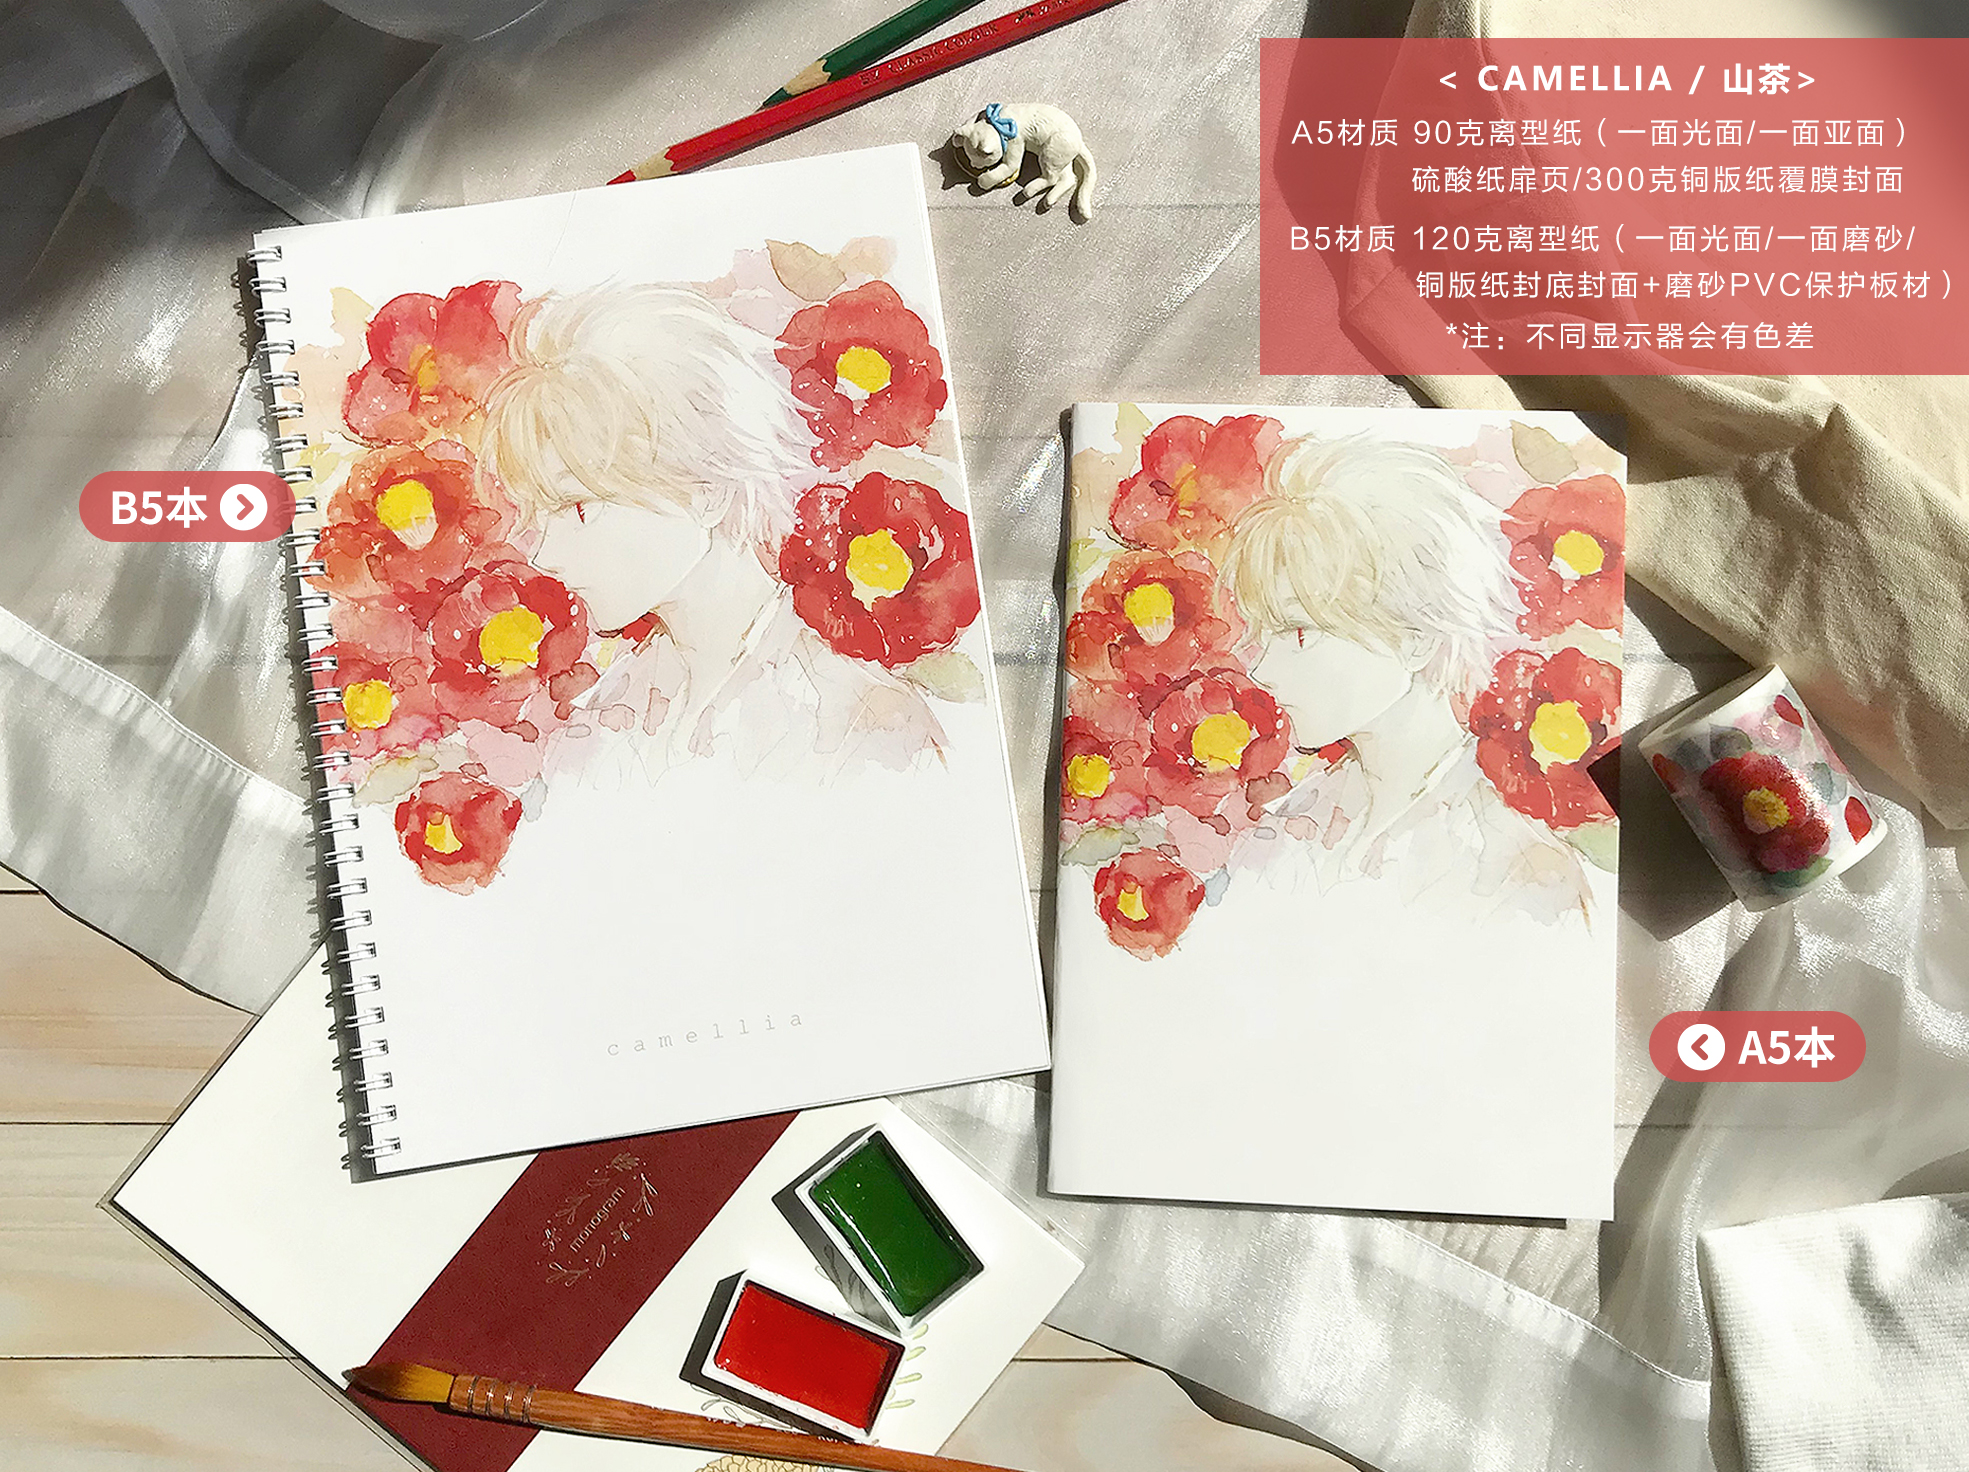 EX CLASSIC COLOUR
< CAMELLIA / 山茶>
A5材质 90克离型纸（一面光面/一面亚面）
硫酸纸扉页/300克铜版纸覆膜封面
B5材质 120克离型纸（一面光面/一面磨砂/
铜版纸封底封面+磨砂PVC保护板材）
*注：不同显示器会有色差
B5本
camellia
A5本
monogram